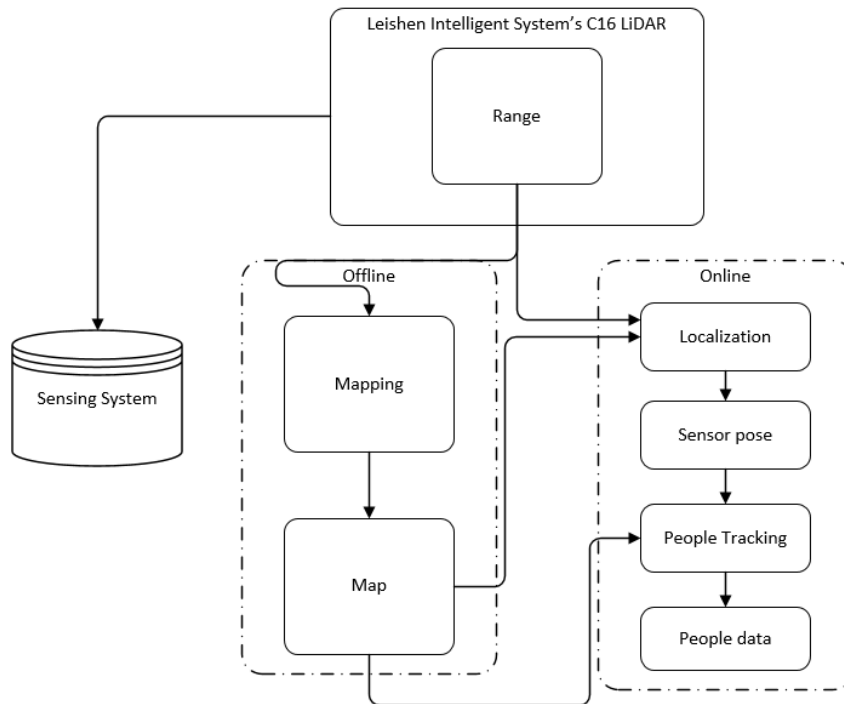 Leishen Intelligent System’s C16 LiDAR
Range
Offline
Online
Mapping
Localization
Sensing System
Sensor pose
People Tracking
Map
People data